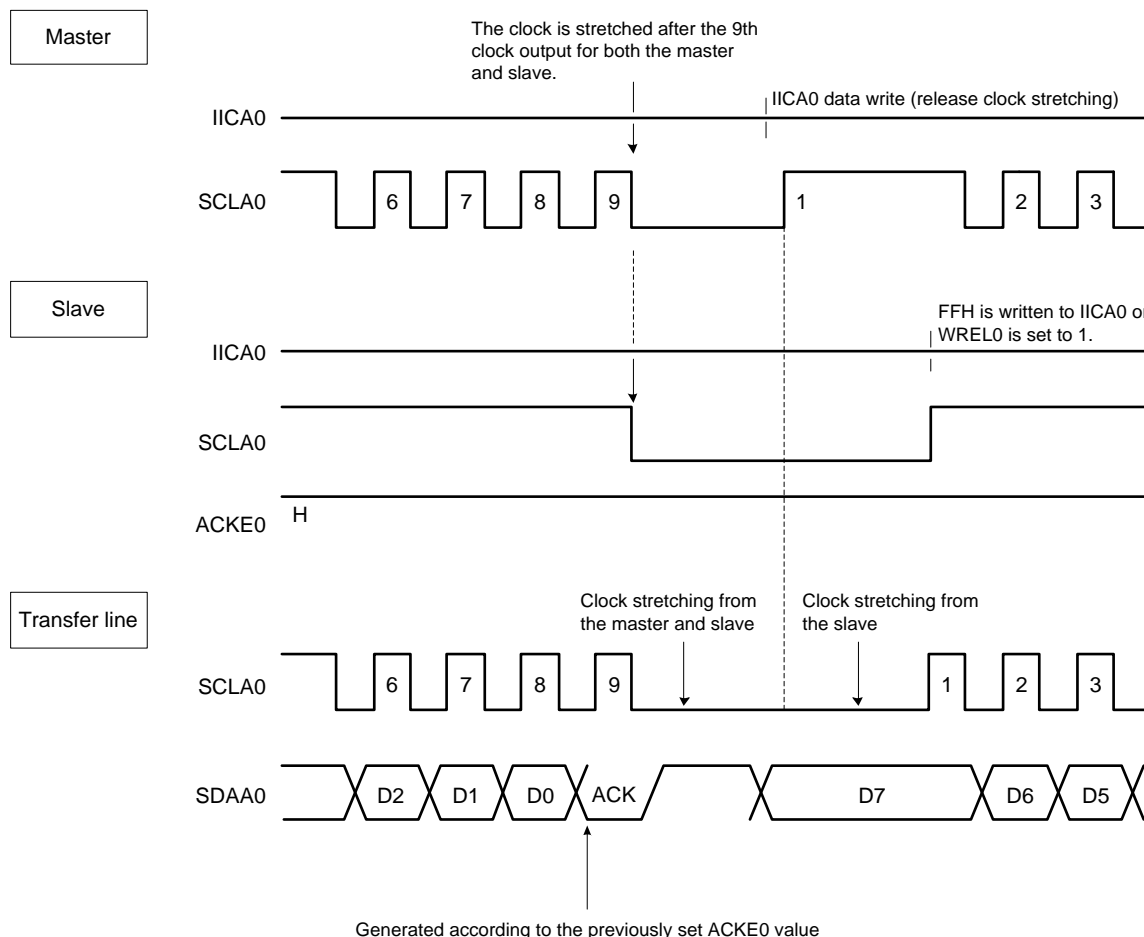 Master
The clock is stretched after the 9th
clock output for both the master
and slave.
IICA0
IICA0 data write (release clock stretching)
SCLA0
6 7 8 9 1 2 3
Slave
FFH is written to IICA0 or
WREL0 is set to 1.
IICA0
SCLA0
H
ACKE0
Transfer line
Clock stretching from
the master and slave
Clock stretching from
the slave
SCLA0
6 7 8 9 1 2 3
SDAA0
D2 D1 D0 ACK D7 D6 D5
Generated according to the previously set ACKE0 value